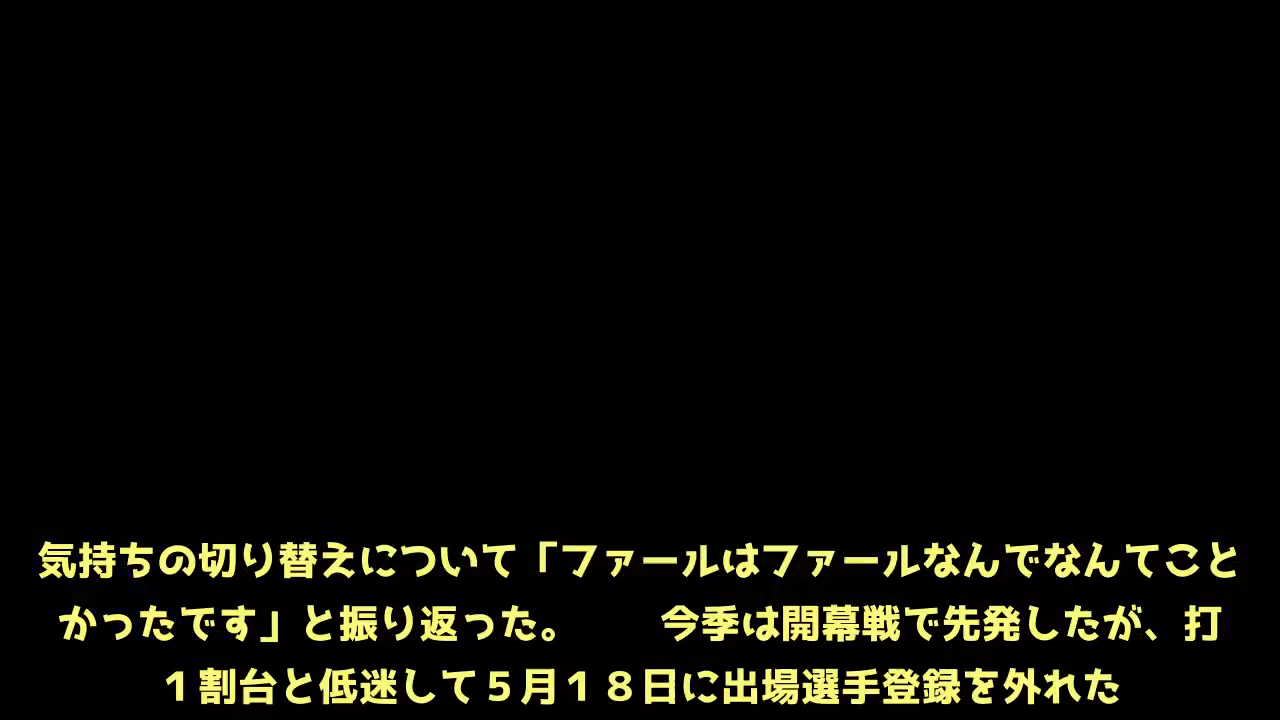 気持ちの切り替えについて「ファールはファールなんでなんてこと
かったです」と振り返った。　　今季は開幕戦で先発したが、打
１割台と低迷して５月１８日に出場選手登録を外れた